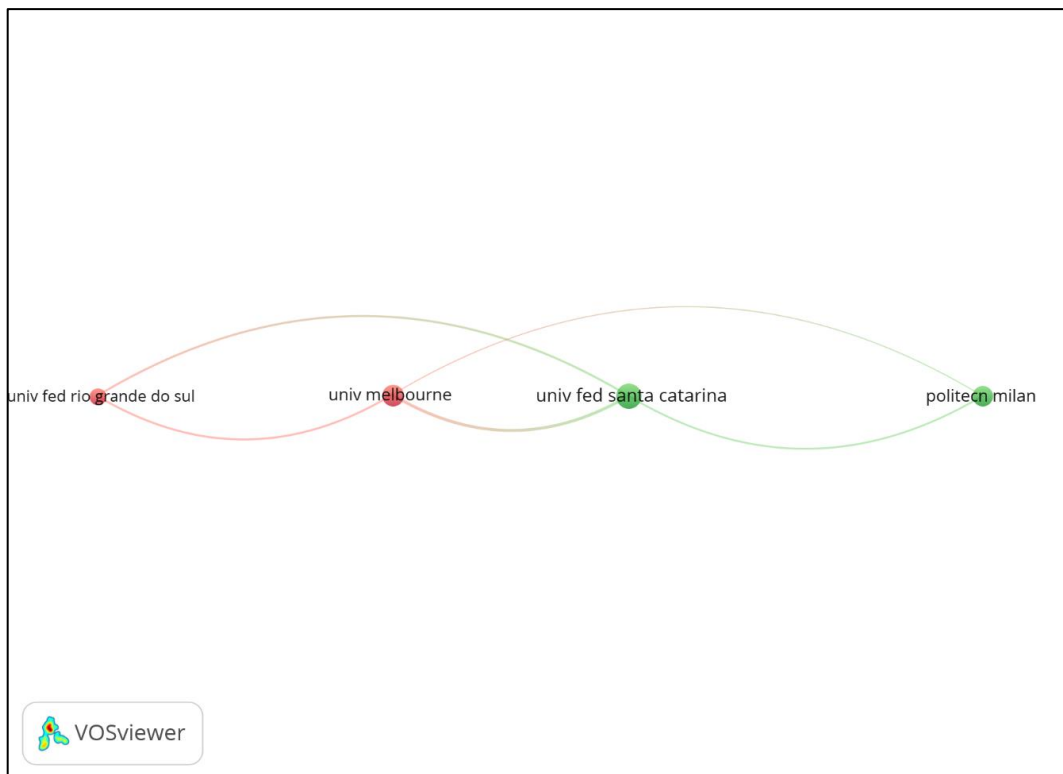 univ fed rio grande do sul
univ melbourne
univ fed santa catarina
politecn milan
VOSviewer